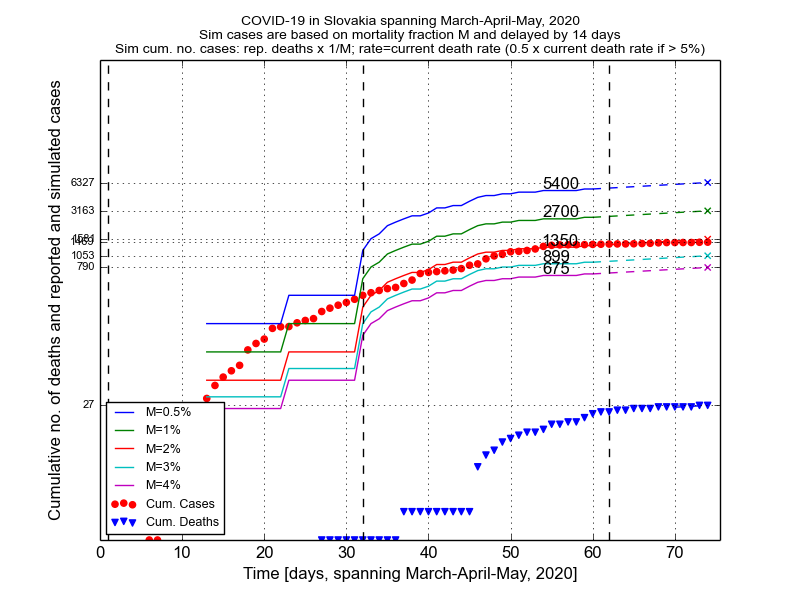 COVID-19 in Slovakia spanning March-April-May, 2020
Sim cases are based on mortality fraction M and delayed by 14 days
Sim cum. no. cases: rep. deaths x 1/M; rate=current death rate (0.5 x current death rate if > 5%)
Cumulative no. of deaths and reported and simulated cases
6327
3163
1053
790
27
5400
2700
1350
899
675
M=0.5%
M=1%
M=2%
M=3%
M=4%
Cum. Cases
Cum. Deaths
0 10 20 30 40 50 60 70
Time [days, spanning March-April-May, 2020]